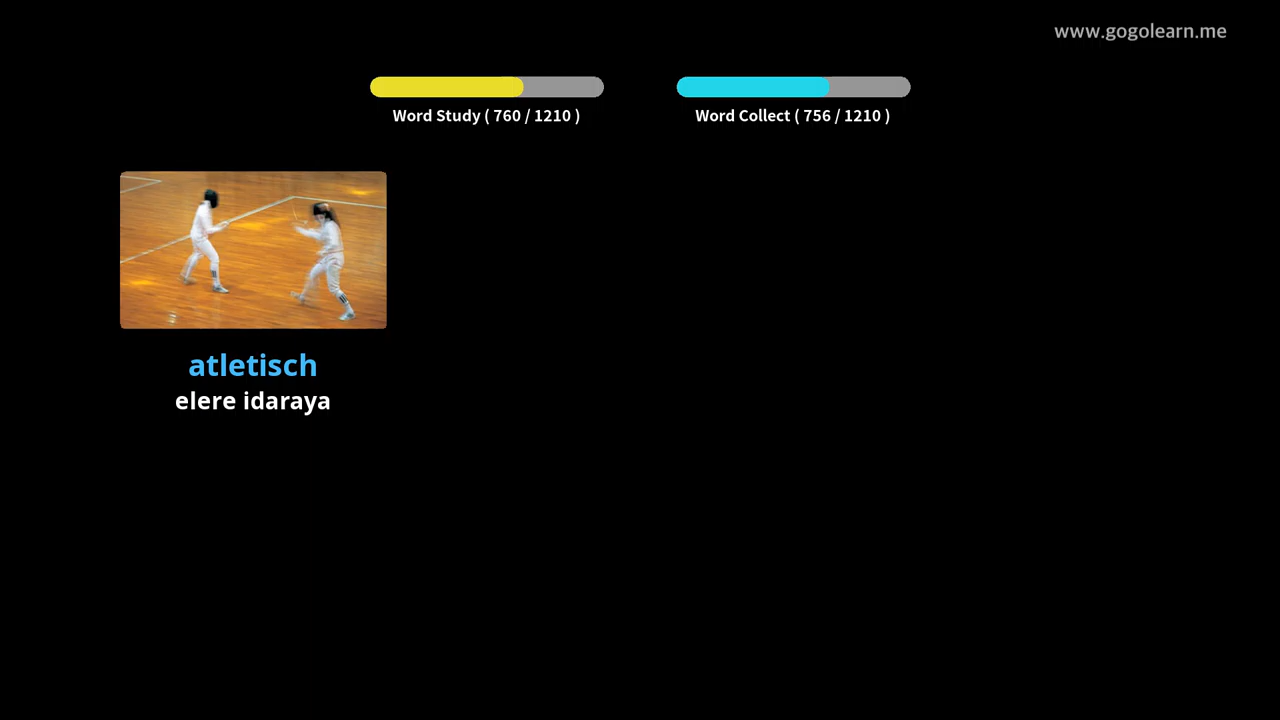 www.gogolearn.me
Word Study ( 760 / 1210 )
Word Collect ( 756 / 1210 )
atletisch
elere idaraya